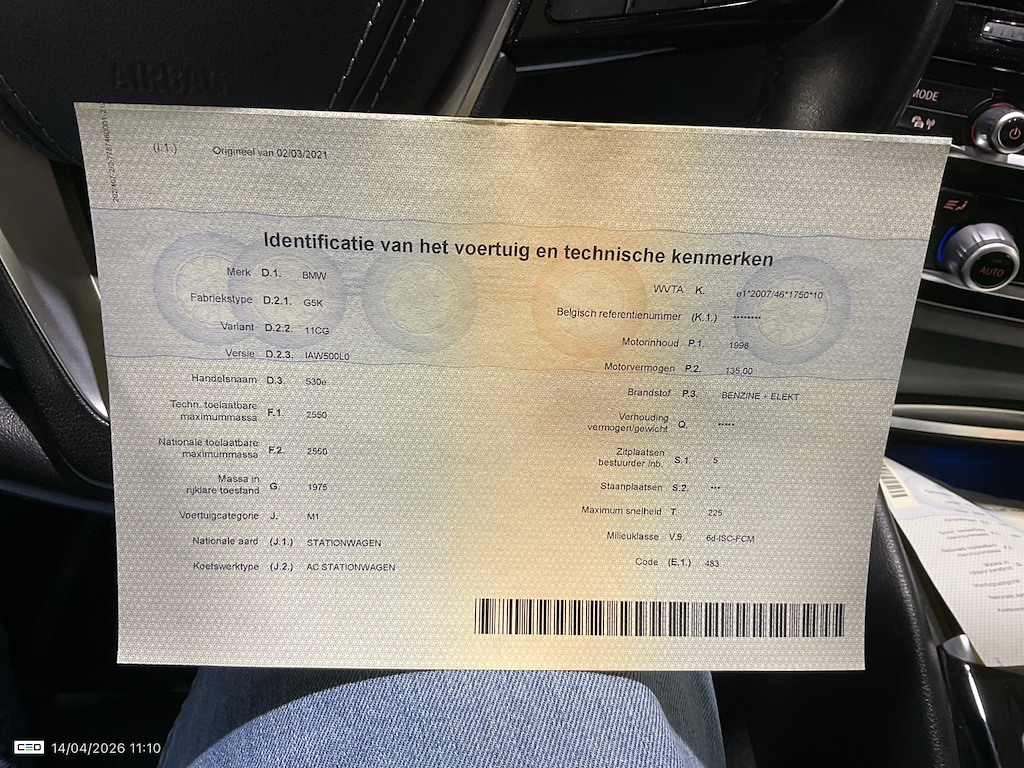 AIRBAG
MODE
AUTO
(I.1.) Origineel van 02/03/2021
Identificatie van het voertuig en technische kenmerken
Merk D.1. BMW
Fabriekstype D.2.1. G5K
Variant D.2.2. 11CG
Versie D.2.3. IAW500L0
Handelsnaam D.3. 530e
Techn. toelaatbare
maximummassa F.1. 2550
Nationale toelaatbare
maximummassa F.2. 2550
Massa in
rijklare toestand G. 1975
Voertuigcategorie J. M1
Nationale aard (J.1.) STATIONWAGEN
Koetswerktype (J.2.) AC STATIONWAGEN
WVTA K. e1*2007/46*1750*10
Belgisch referentienummer (K.1.) ********
Motorinhoud P.1. 1998
Motorvermogen P.2. 135.00
Brandstof P.3. BENZINE + ELEKT
Verhouding
vermogen/gewicht Q. *****
Zitplaatsen
bestuurder inb. S.1. 5
Staanplaatsen S.2. ***
Maximum snelheid T. 225
Milieuklasse V.9. 6d-ISC-FCM
Code (E.1.) 483
14/04/2026 11:10